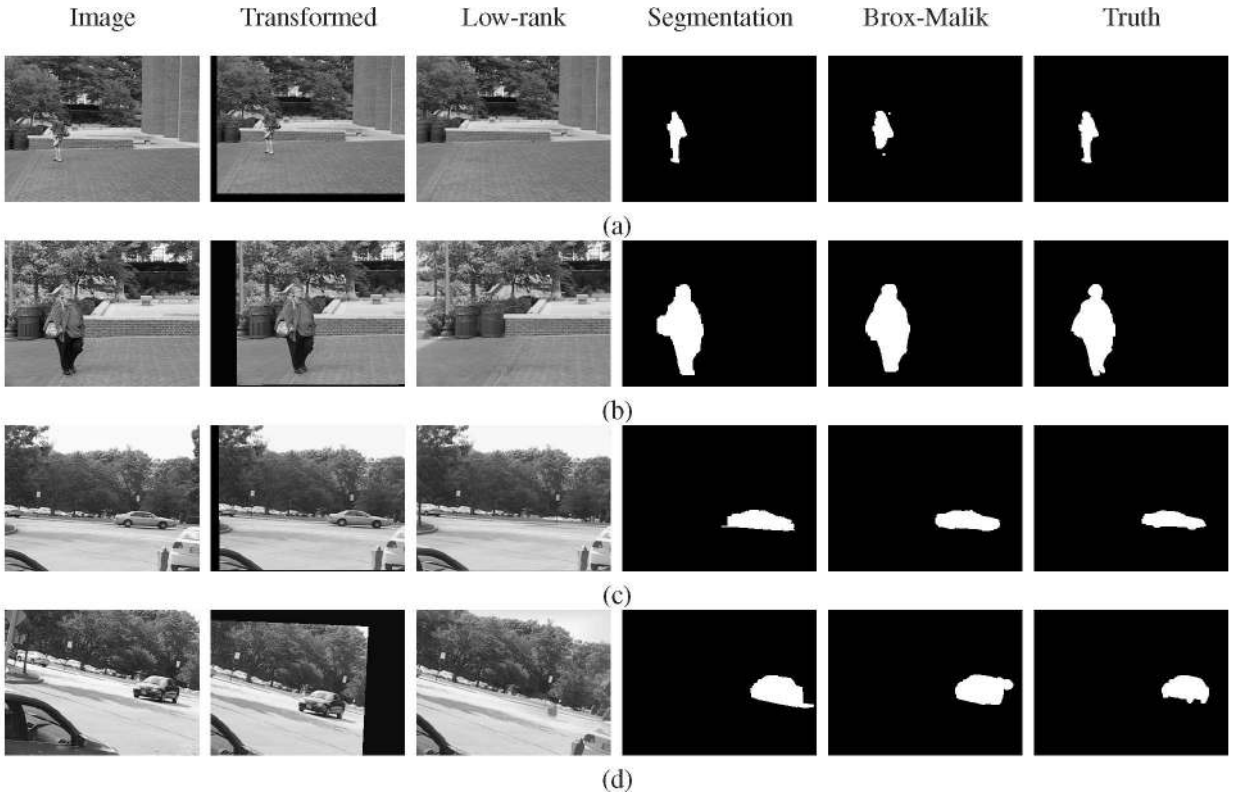 Image Transformed Low-rank Segmentation Brox-Malik Truth
(a)
(b)
(c)
(d)